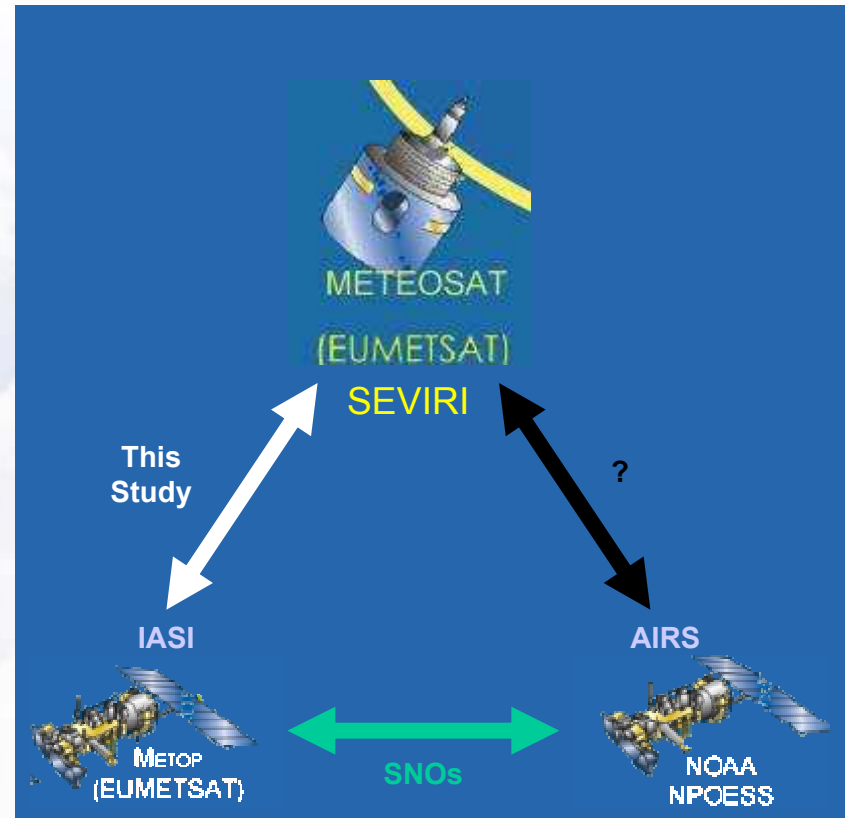 METEOSAT
(EUMETSAT)
SEVIRI
This
Study
?
IASI
AIRS
METOP
(EUMETSAT)
SNOs
NOAA
NPOESS